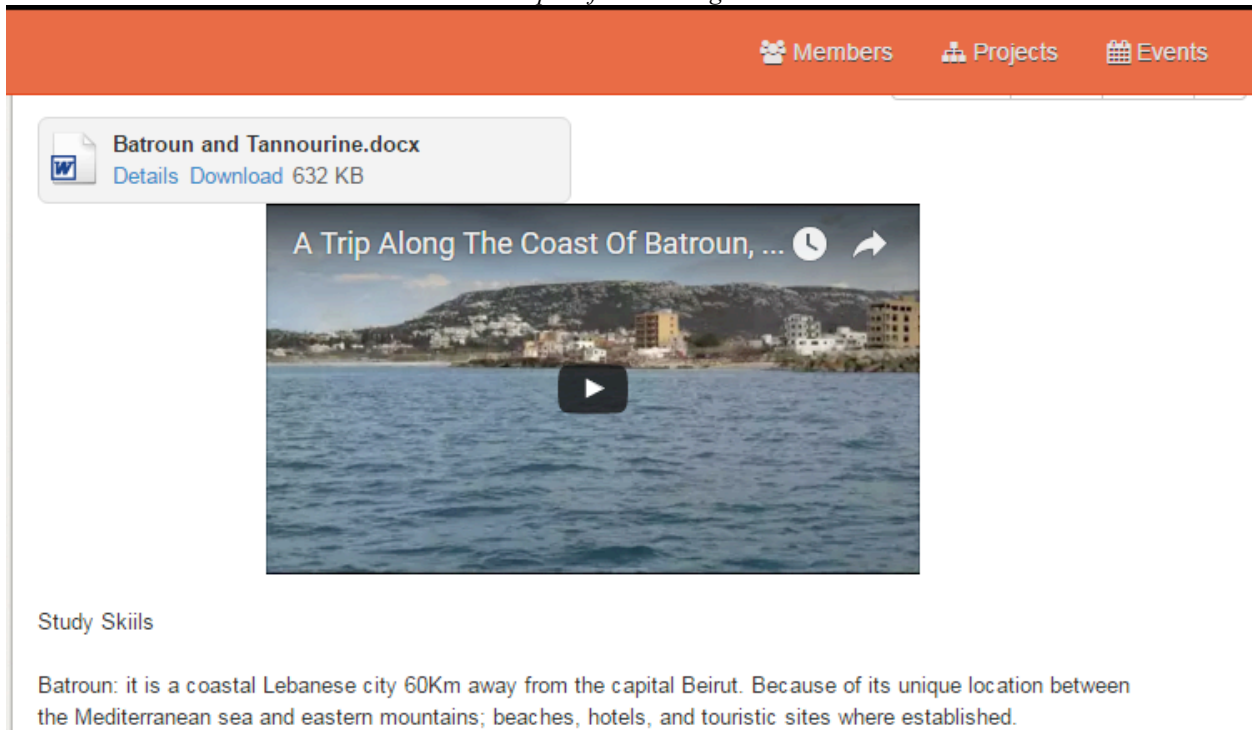 Members Projects Events
Batroun and Tannourine.docx
Details Download 632 KB
A Trip Along The Coast Of Batroun, ...
Study Skiils
Batroun: it is a coastal Lebanese city 60Km away from the capital Beirut. Because of its unique location between
the Mediterranean sea and eastern mountains; beaches, hotels, and touristic sites where established.